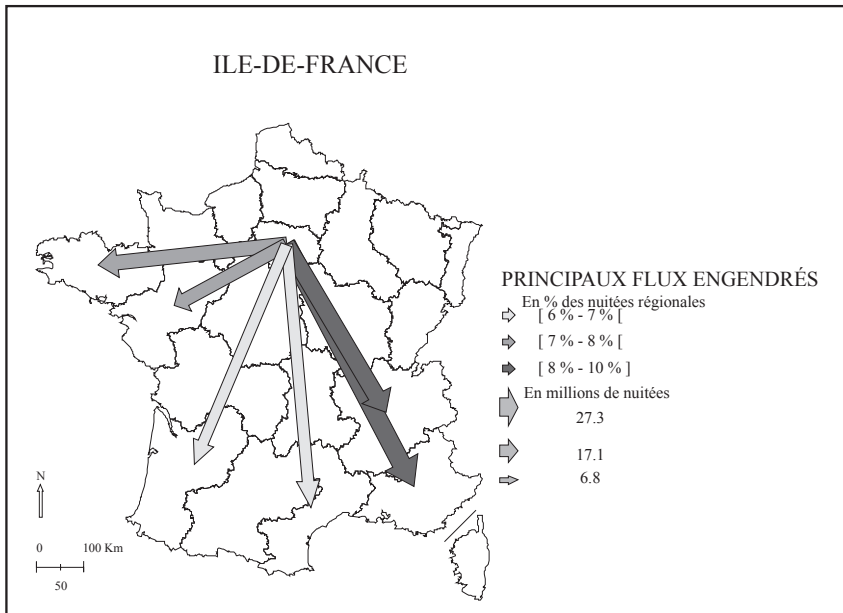 ILE-DE-FRANCE
PRINCIPAUX FLUX ENGENDRÉS
En % des nuitées régionales
[ 6 % - 7 % [
[ 7 % - 8 % [
[ 8 % - 10 % ]
En millions de nuitées
27.3
17.1
6.8
N
0 100 Km
50